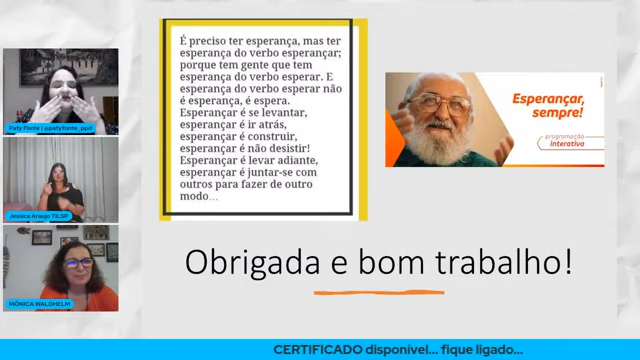 Paty Fonte | @patyfonte_ppd
Jessica Araujo TILSP
MÔNICA WALDHELM
É preciso ter esperança, mas ter
esperança do verbo esperançar;
porque tem gente que tem
esperança do verbo esperar. E
esperança do verbo esperar não
é esperança, é espera.
Esperançar é se levantar,
esperançar é ir atrás,
esperançar é construir,
esperançar é não desistir!
Esperançar é levar adiante,
esperançar é juntar-se com
outros para fazer de outro
modo...
Esperançar,
sempre!
programação
interativa
Obrigada e bom trabalho!
CERTIFICADO disponível... fique ligado...